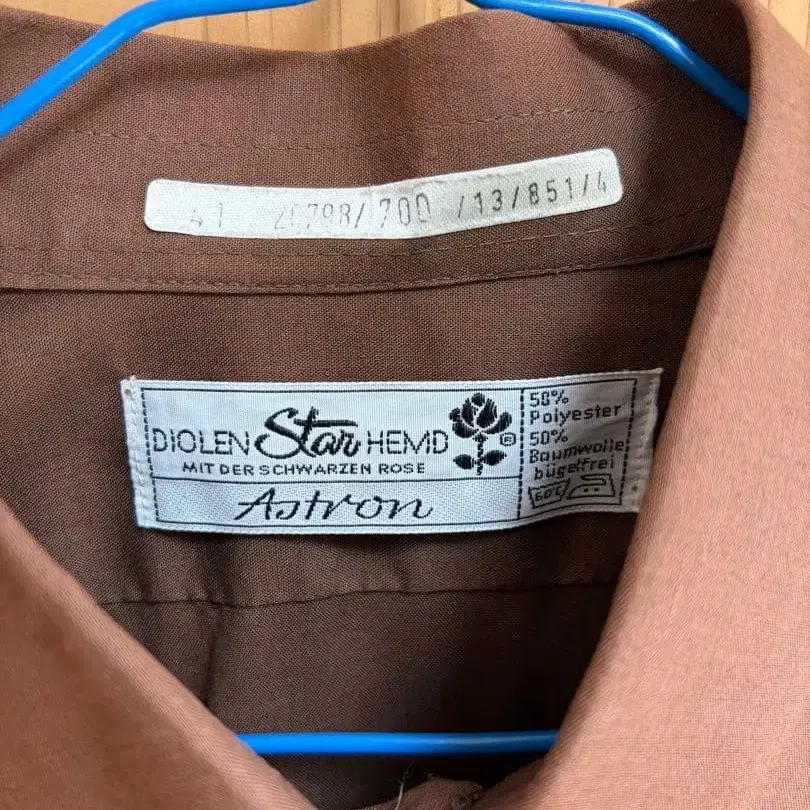 41 20798/700 /13/851/4
DIOLEN Star HEMD ®
MIT DER SCHWARZEN ROSE
Astron
50%
Polyester
50%
Baumwolle
bügelfrei
60°C